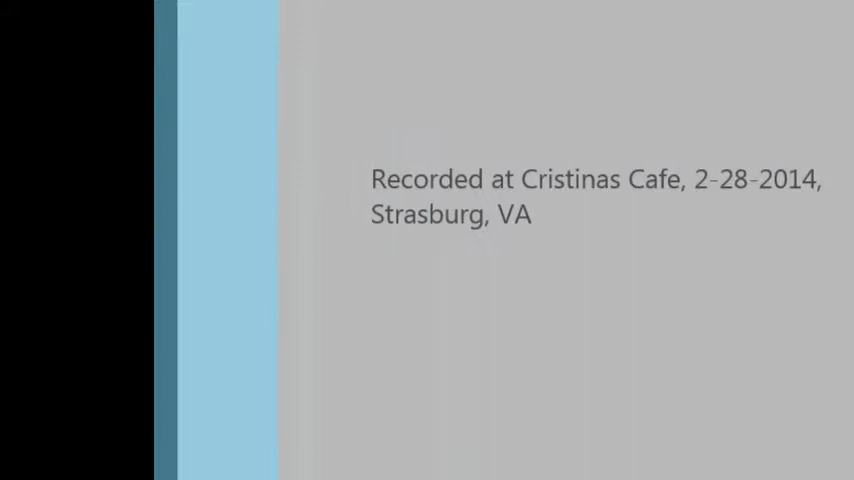 Recorded at Cristinas Cafe, 2-28-2014,
Strasburg, VA